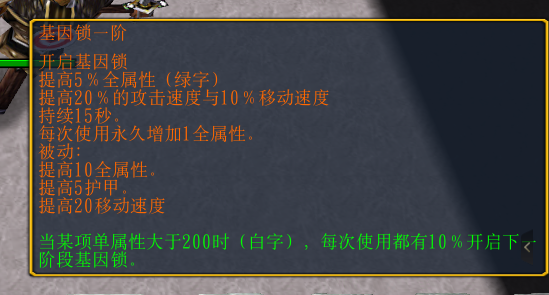 基因锁一阶
开启基因锁
提高5%全属性（绿字）
提高20%的攻击速度与10%移动速度
持续15秒。
每次使用永久增加1全属性。
被动：
提高10全属性。
提高5护甲。
提高20移动速度
当某项单属性大于200时（白字），每次使用都有10%开启下一
阶段基因锁。